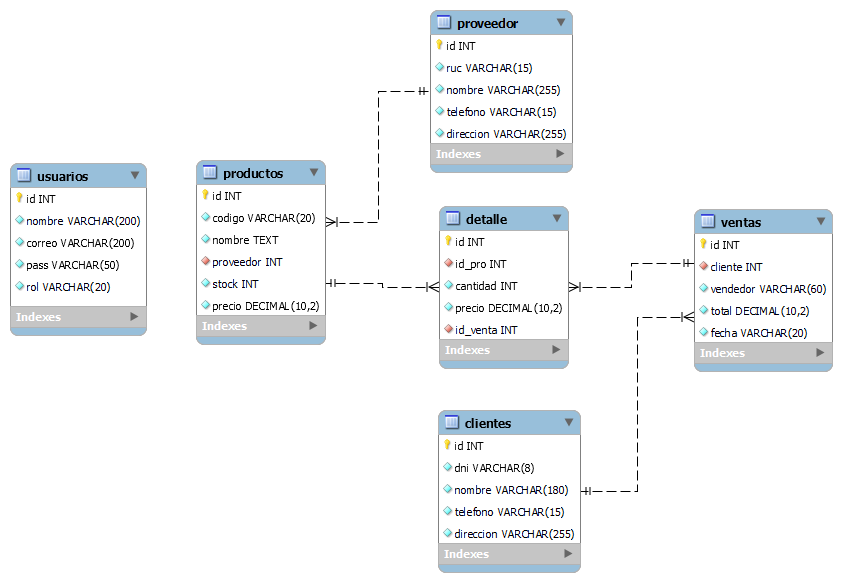 proveedor
id INT
ruc VARCHAR(15)
nombre VARCHAR(255)
telefono VARCHAR(15)
direccion VARCHAR(255)
Indexes
usuarios
id INT
nombre VARCHAR(200)
correo VARCHAR(200)
pass VARCHAR(50)
rol VARCHAR(20)
Indexes
productos
id INT
codigo VARCHAR(20)
nombre TEXT
proveedor INT
stock INT
precio DECIMAL(10,2)
Indexes
detalle
id INT
id_pro INT
cantidad INT
precio DECIMAL(10,2)
id_venta INT
Indexes
ventas
id INT
cliente INT
vendedor VARCHAR(60)
total DECIMAL(10,2)
fecha VARCHAR(20)
Indexes
clientes
id INT
dni VARCHAR(8)
nombre VARCHAR(180)
telefono VARCHAR(15)
direccion VARCHAR(255)
Indexes